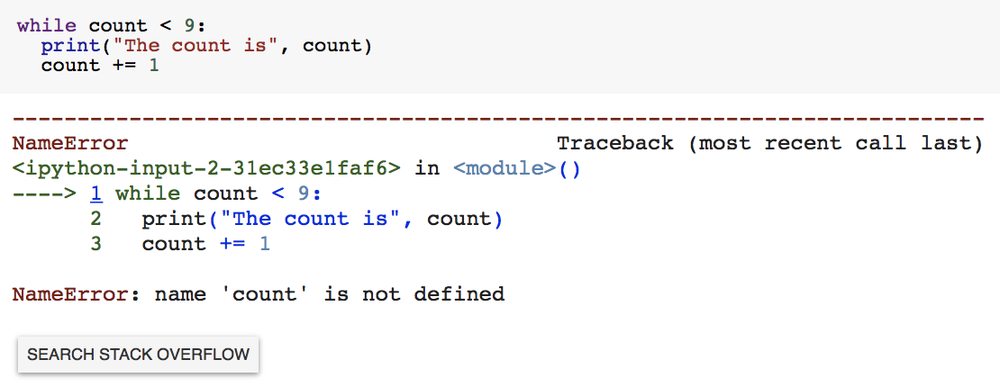 while count < 9:
  print("The count is", count)
  count += 1
---------------------------------------------------------------------------
NameError                                 Traceback (most recent call last)
<ipython-input-2-31ec33e1faf6> in <module>()
----> 1 while count < 9:
      2   print("The count is", count)
      3   count += 1
NameError: name 'count' is not defined
SEARCH STACK OVERFLOW